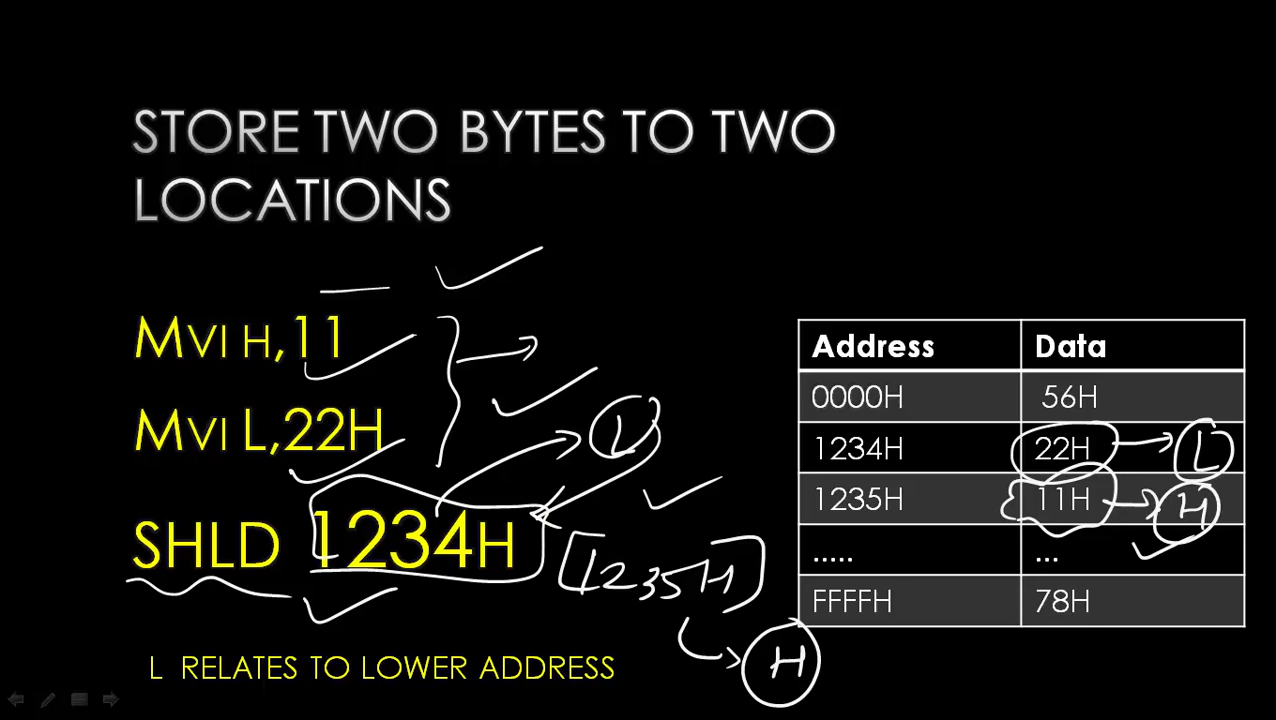 STORE TWO BYTES TO TWO
LOCATIONS
MVI H,11
MVI L,22H
L
SHLD 1234H
[1235H]
H
L RELATES TO LOWER ADDRESS
Address Data
0000H 56H
1234H 22H L
1235H 11H H
..... ...
FFFFH 78H